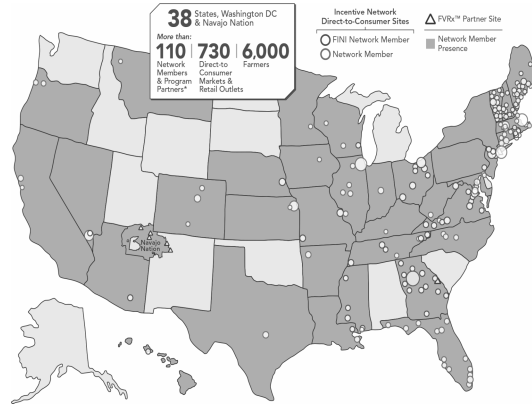 38 States, Washington DC
& Navajo Nation
More than:
110 730 6,000
Network Members & Program Partners*
Direct-to Consumer Markets & Retail Outlets
Farmers
Incentive Network
Direct-to-Consumer Sites
FINI Network Member
Network Member
FVRx™ Partner Site
Network Member
Presence
Navajo
Nation